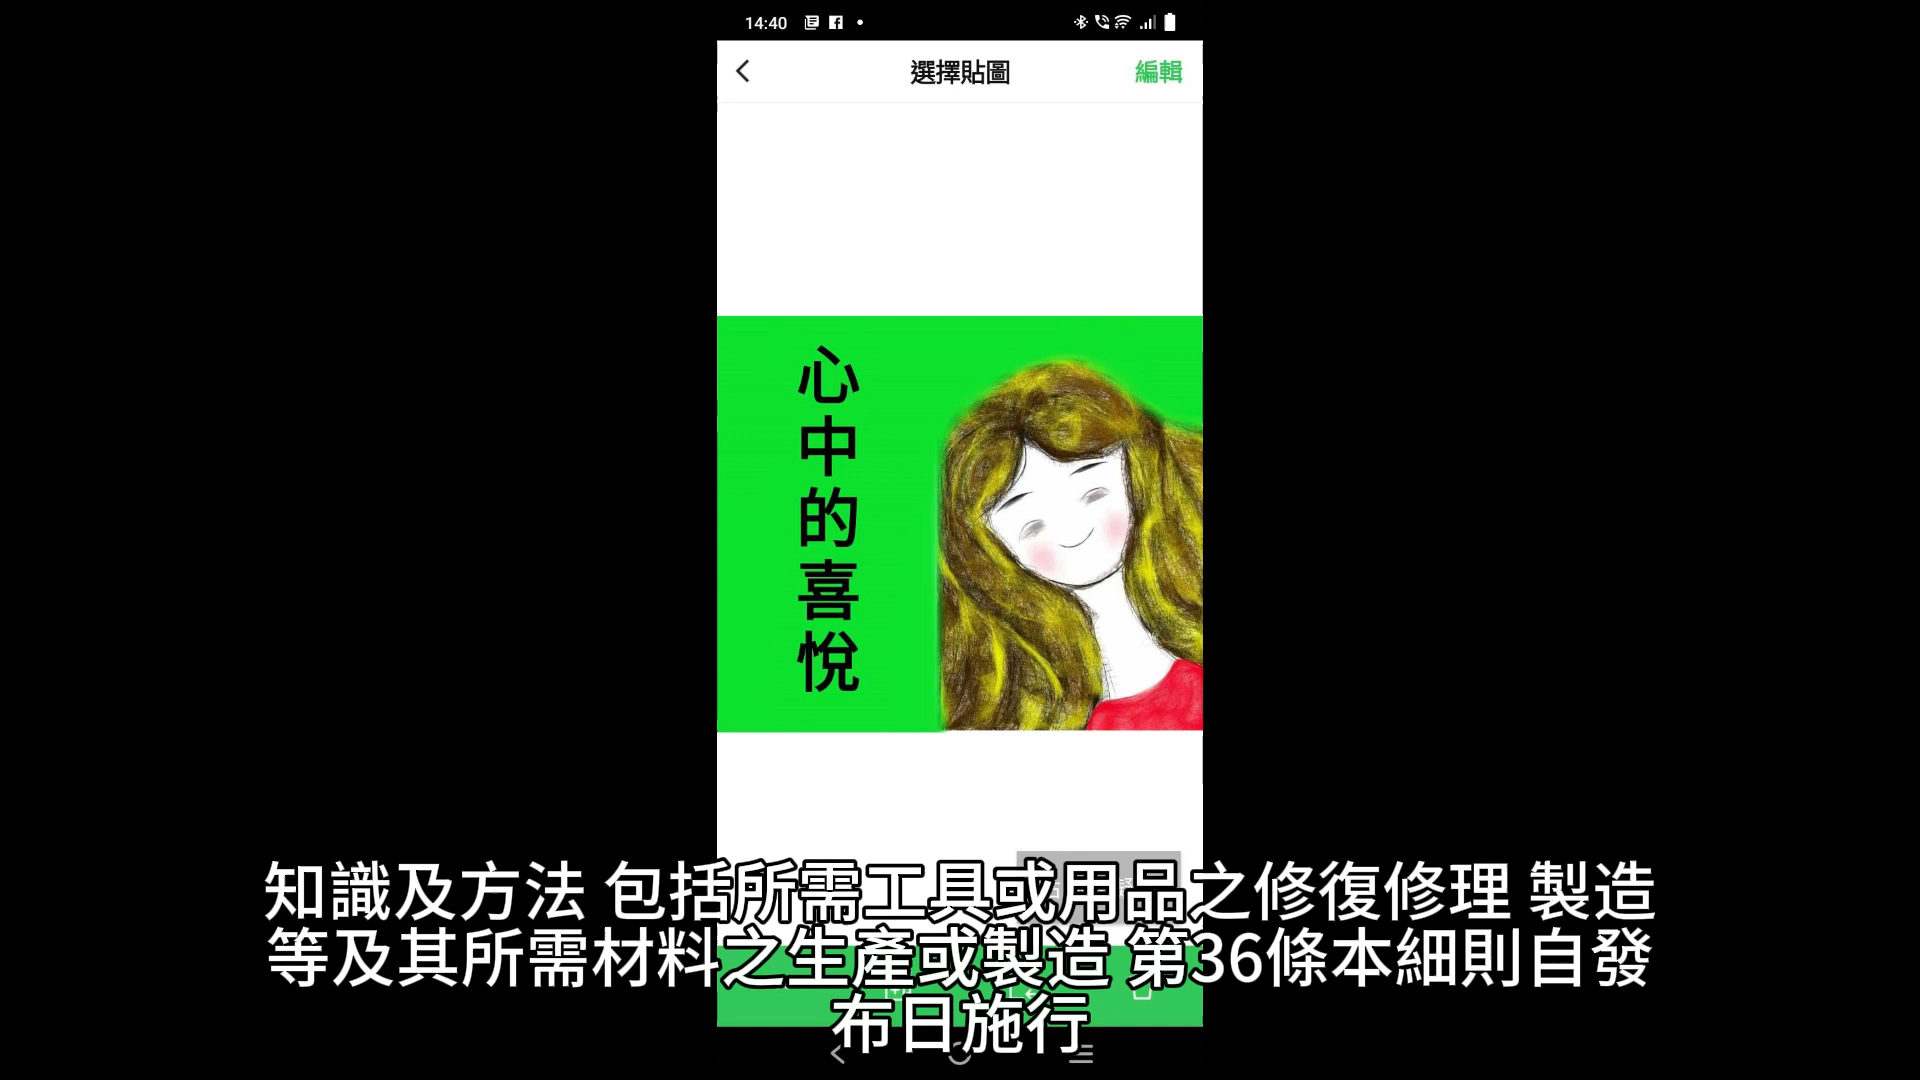 14:40
選擇貼圖
編輯
心中的喜悅
知識及方法 包括所需工具或用品之修復修理 製造
等及其所需材料之生產或製造 第36條本細則自發
布日施行